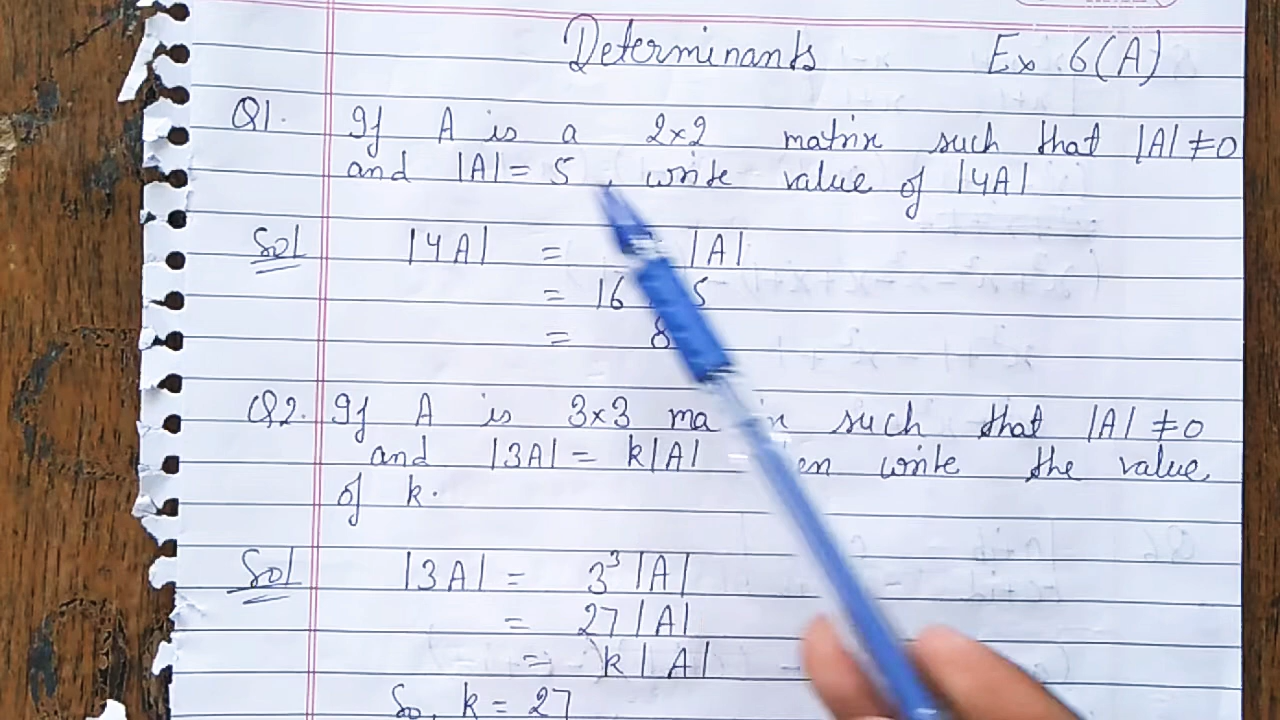 Determinants Ex. 6(A)
Q1. If A is a 2×2 matrix such that |A| ≠ 0
and |A| = 5, write value of |4A|
Sol |4A| = |A|
= 16 5
= 8
Q2. If A is 3×3 such that |A| ≠ 0
and |3A| = k|A| write the value
of k.
Sol |3A| = 3³|A|
= 27|A|
= k|A|
So, k = 27